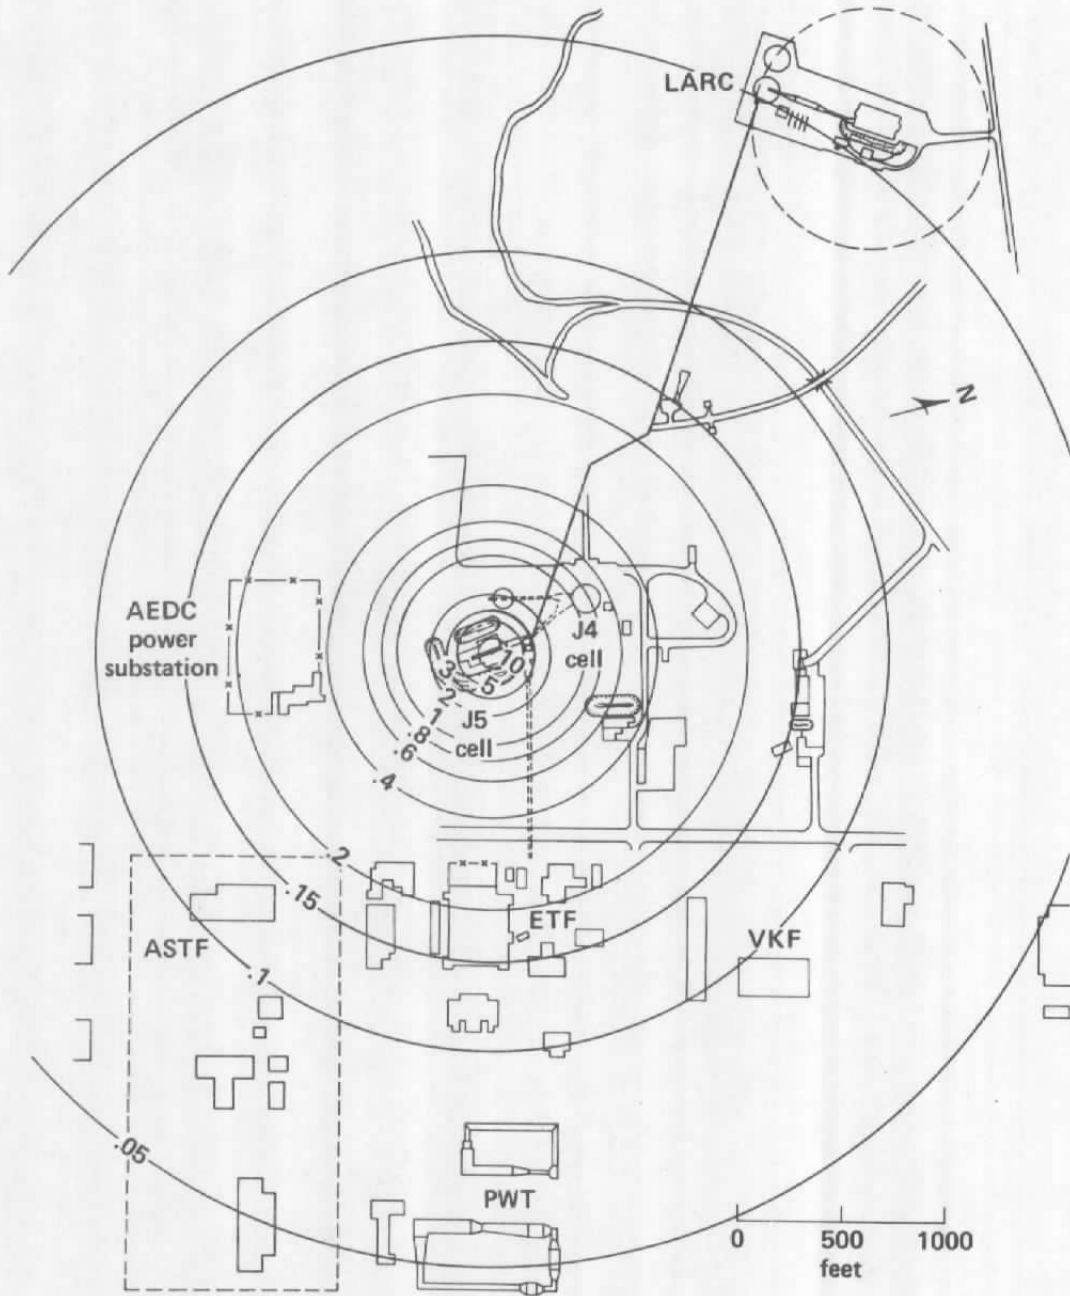 LARC
N
AEDC
power
substation
J4
cell
10
5
3
2
1
.8
.6
.4
.2
.15
.1
.05
J5
cell
ETF
ASTF
VKF
PWT
0 500 1000
feet